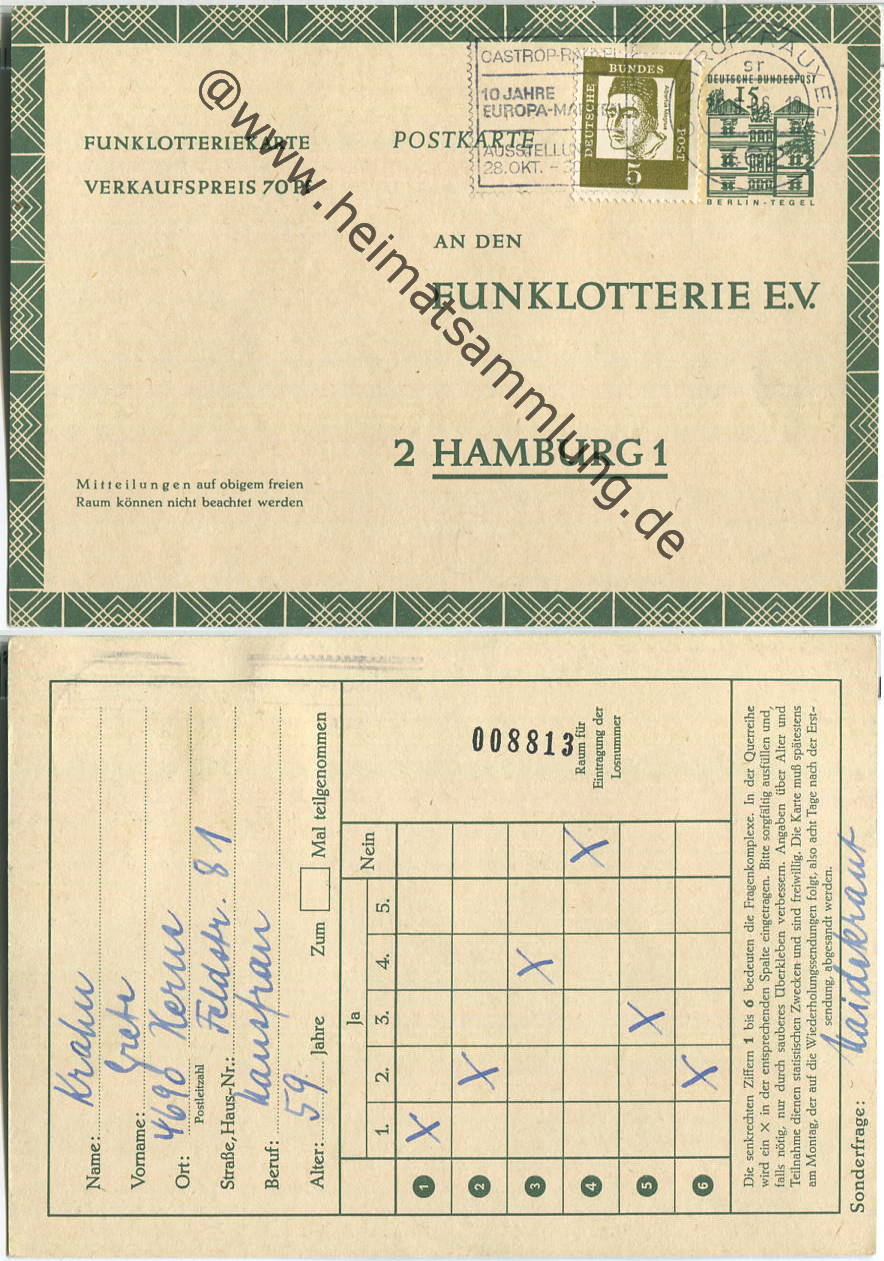 CASTROP-RAUXEL
10 JAHRE
EUROPA-MARKEN
AUSSTELLUNG
28. OKT. - 3
DEUTSCHE BUNDESPOST
5
CASTROP-RAUXEL 1
sr
DEUTSCHE BUNDESPOST
15
BERLIN-TEGEL
FUNKLOTTERIEKARTE
VERKAUFSPREIS 70 Pf
POSTKARTE
AN DEN
FUNKLOTTERIE E.V.
2 HAMBURG 1
Mitteilungen auf obigem freien
Raum können nicht beachtet werden
@www.heimatsammlung.de
Name: Krahn
Vorname: Grete
Ort: 4690 Herne
Postleitzahl
Straße, Haus-Nr.: Feldstr. 81
Beruf: Hausfrau
Alter: 59 Jahre Zum Mal teilgenommen
Ja Nein
1. 2. 3. 4. 5.
1 X
2 X
3 X
4 X
5 X
6 X
008813
Raum für
Eintragung der
Losnummer
Die senkrechten Ziffern 1 bis 6 bedeuten die Fragenkomplexe. In der Querreihe
wird ein × in der entsprechenden Spalte eingetragen. Bitte sorgfältig ausfüllen und,
falls nötig, nur durch sauberes Überkleben verbessern. Angaben über Alter und
Teilnahme dienen statistischen Zwecken und sind freiwillig. Die Karte muß spätestens
am Montag, der auf die Wiederholungssendungen folgt, also acht Tage nach der Erst-
sendung, abgesandt werden.
Sonderfrage: Haidekraut